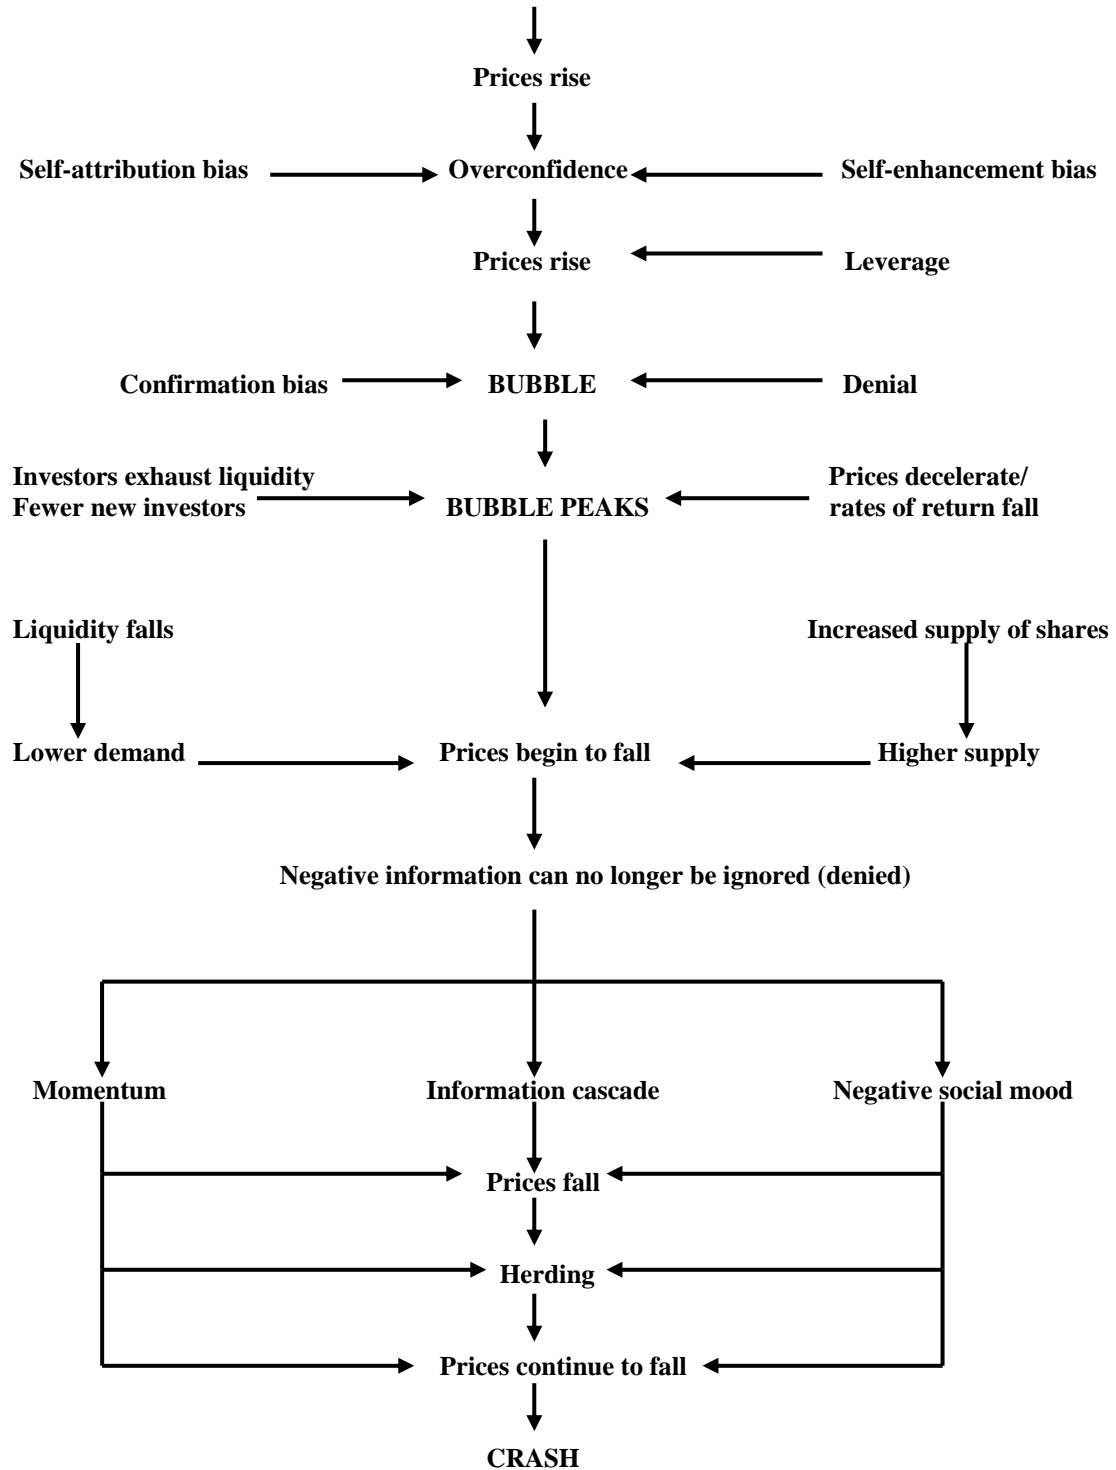 Prices rise
Self-attribution bias
Overconfidence
Self-enhancement bias
Prices rise
Leverage
Confirmation bias
BUBBLE
Denial
Investors exhaust liquidity
Fewer new investors
BUBBLE PEAKS
Prices decelerate/
rates of return fall
Liquidity falls
Increased supply of shares
Lower demand
Prices begin to fall
Higher supply
Negative information can no longer be ignored (denied)
Momentum
Information cascade
Negative social mood
Prices fall
Herding
Prices continue to fall
CRASH